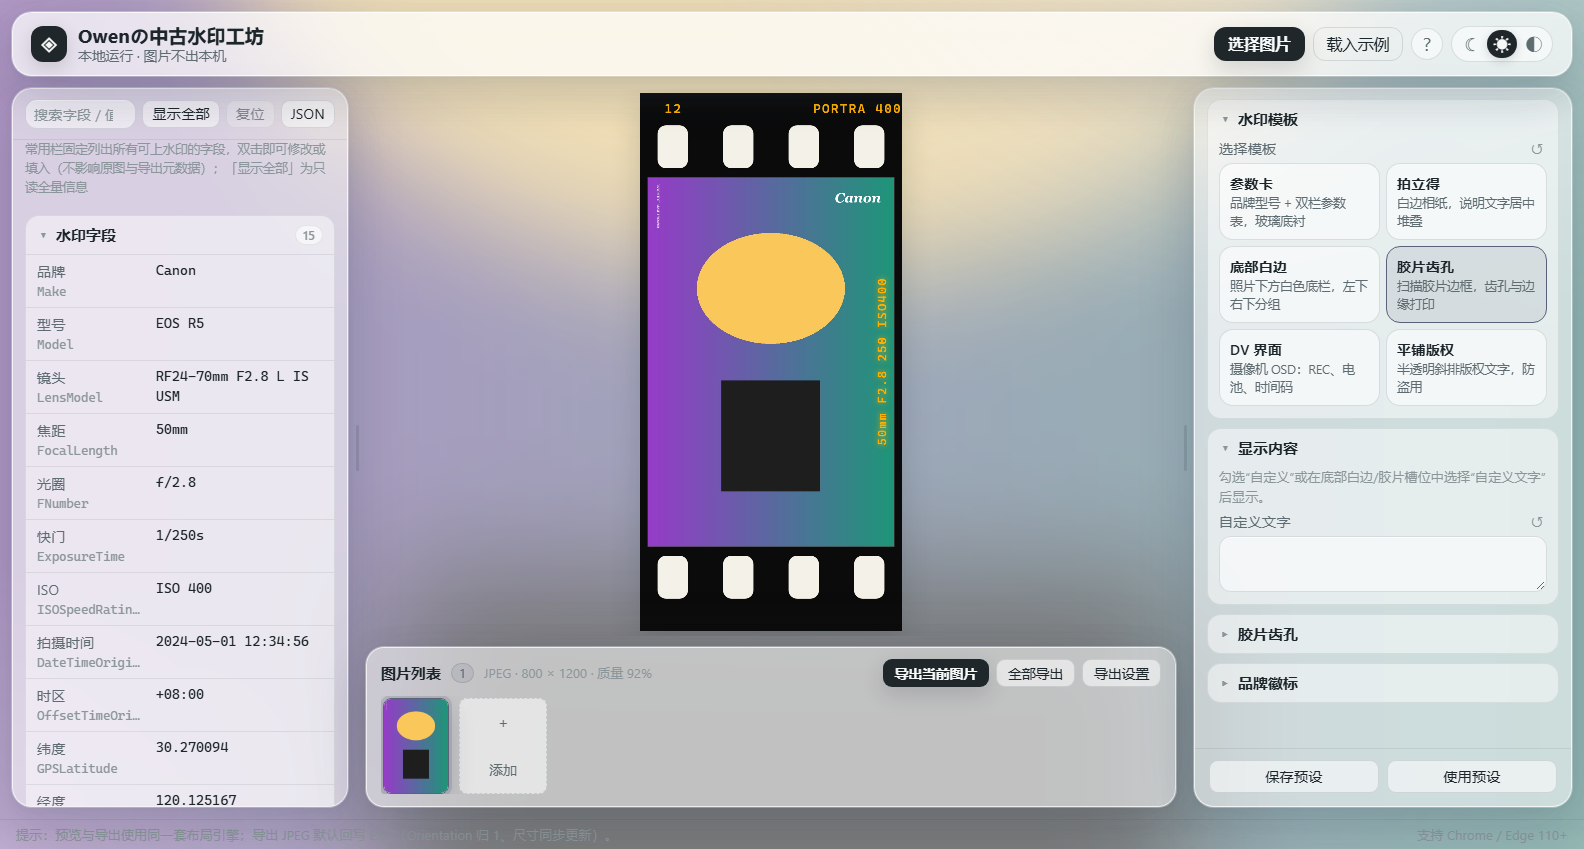 Owenの中古水印工坊
本地运行 · 图片不出本机
选择图片
载入示例
?
搜索字段 / 值
显示全部
复位
JSON
常用栏固定列出所有可上水印的字段，双击即可修改或
填入（不影响原图与导出元数据）；「显示全部」为只
读全量信息
水印字段
15
品牌
Make
Canon
型号
Model
EOS R5
镜头
LensModel
RF24-70mm F2.8 L IS
USM
焦距
FocalLength
50mm
光圈
FNumber
f/2.8
快门
ExposureTime
1/250s
ISO
ISOSpeedRatin…
ISO 400
拍摄时间
DateTimeOrigi…
2024-05-01 12:34:56
时区
OffsetTimeOri…
+08:00
纬度
GPSLatitude
30.270094
经度
120.125167
12
PORTRA 400
Canon
50mm F2.8 250 ISO400
图片列表
1
JPEG · 800 × 1200 · 质量 92%
导出当前图片
全部导出
导出设置
+
添加
水印模板
选择模板
参数卡
品牌型号 + 双栏参数
表，玻璃底衬
拍立得
白边相纸，说明文字居中
堆叠
底部白边
照片下方白色底栏，左下
右下分组
胶片齿孔
扫描胶片边框，齿孔与边
缘打印
DV 界面
摄像机 OSD：REC、电
池、时间码
平铺版权
半透明斜排版权文字，防
盗用
显示内容
勾选“自定义”或在底部白边/胶片槽位中选择“自定义文字”
后显示。
自定义文字
胶片齿孔
品牌徽标
保存预设
使用预设
提示：预览与导出使用同一套布局引擎；导出 JPEG 默认回写
Orientation 归 1，尺寸同步更新）。
支持 Chrome / Edge 110+